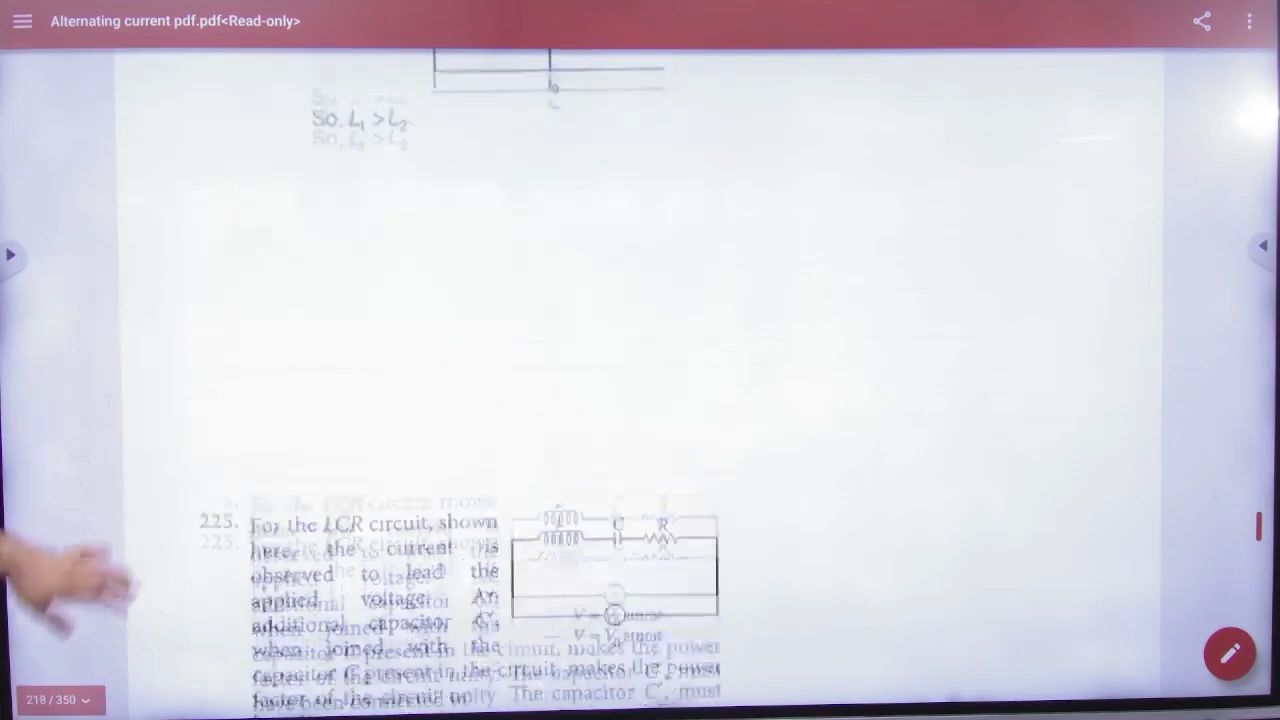 Alternating current pdf.pdf<Read-only>
So, L₁ > L₂
225. For the LCR circuit, shown
here, the current is
observed to lead the
applied voltage. An
additional capacitor C′,
when joined with the
capacitor C present in the circuit, makes the power
factor of the circuit unity. The capacitor C′, must
C
R
218 / 350